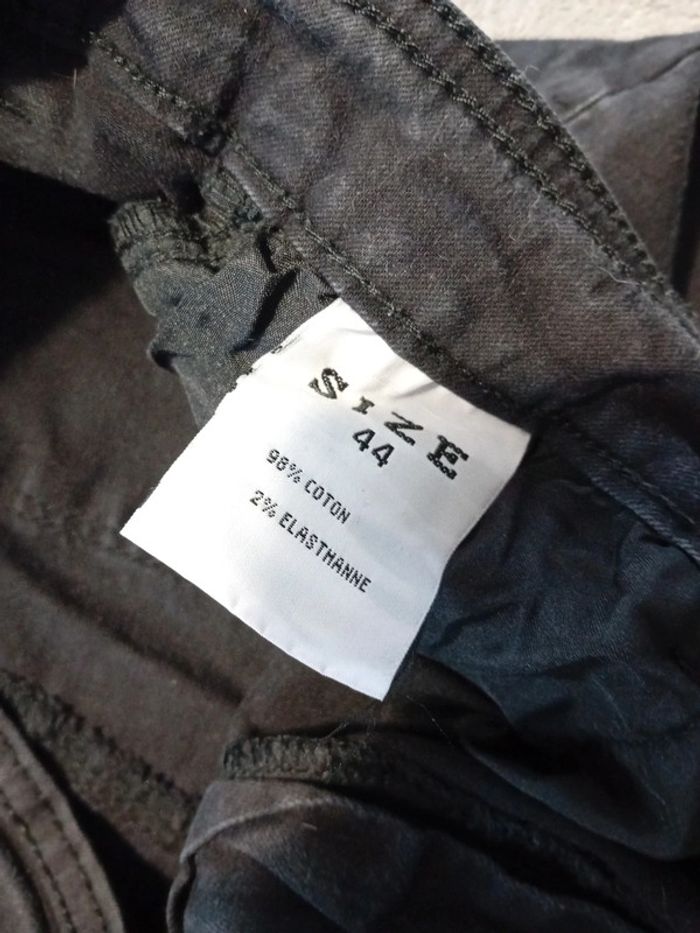 SIZE
44
98% COTON
2% ELASTHANNE